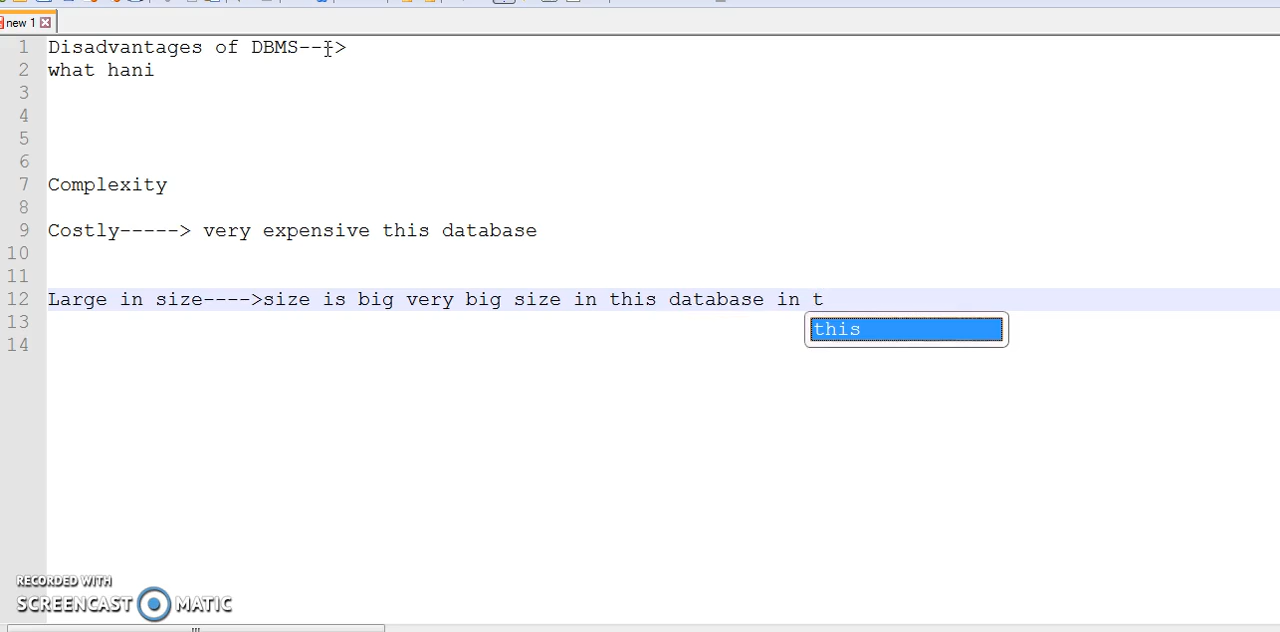 new 1
1 Disadvantages of DBMS--->
2 what hani
3
4
5
6
7 Complexity
8
9 Costly-----> very expensive this database
10
11
12 Large in size---->size is big very big size in this database in t
this
13
14
RECORDED WITH
SCREENCAST MATIC